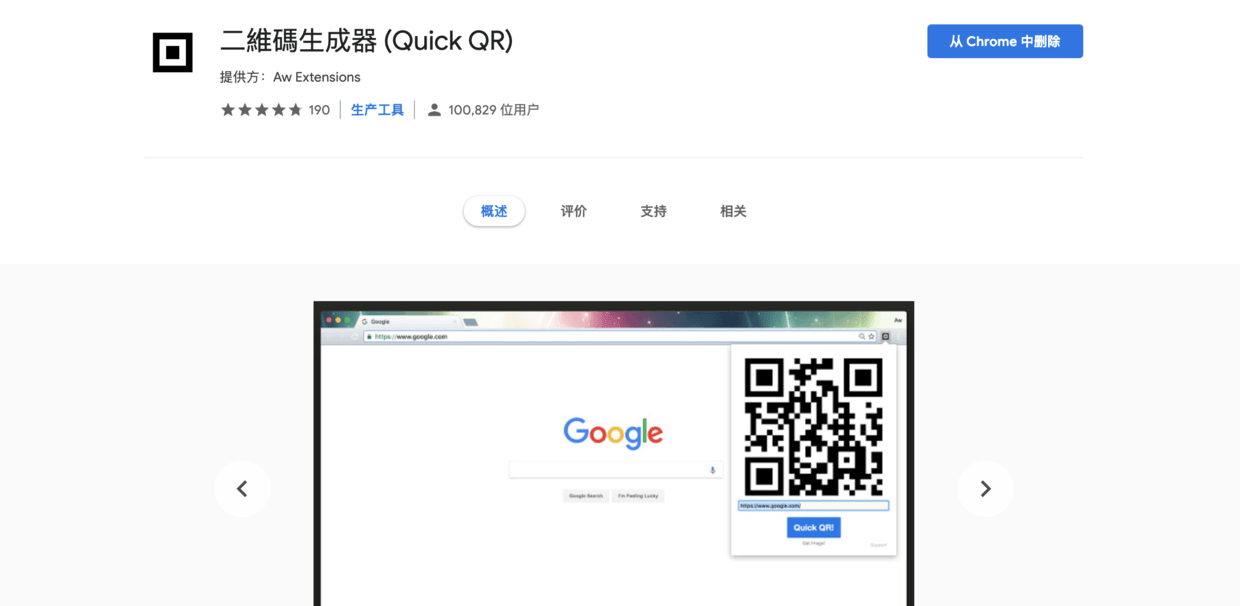 二維碼生成器 (Quick QR)
从 Chrome 中删除
提供方： Aw Extensions
190
生产工具
100,829 位用户
概述
评价
支持
相关
Google
Aw
https://www.google.com
Google
Google Search
I'm Feeling Lucky
https://www.google.com/
Quick QR!
Get Image!
Support